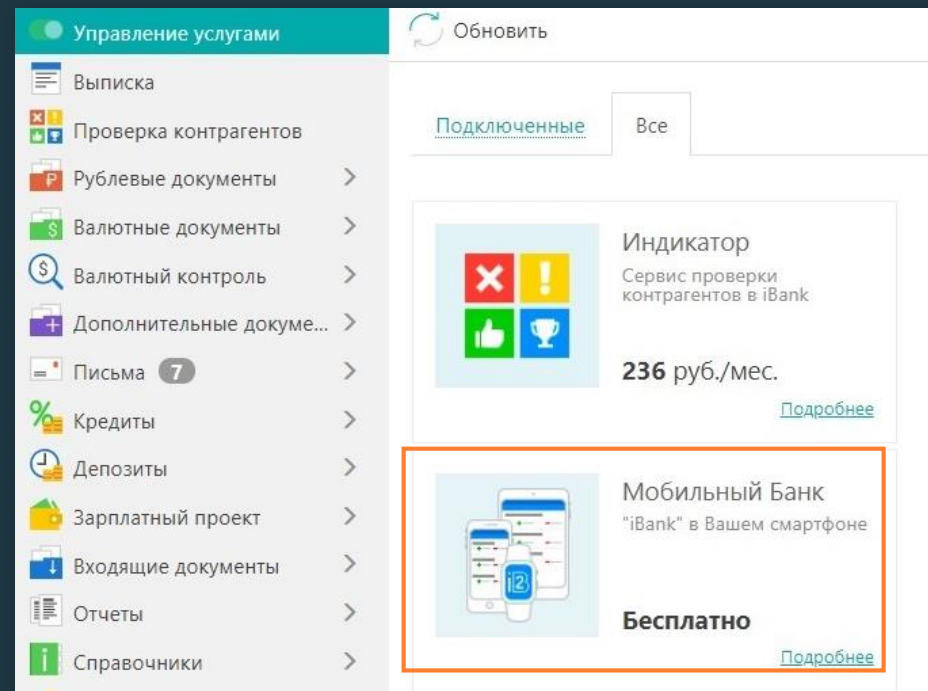 Управление услугами
Выписка
Проверка контрагентов
Рублевые документы
Валютные документы
Валютный контроль
Дополнительные докуме...
Письма 7
Кредиты
Депозиты
Зарплатный проект
Входящие документы
Отчеты
Справочники
Обновить
Подключенные Все
Индикатор
Сервис проверки
контрагентов в iBank
236 руб./мес.
Подробнее
Мобильный Банк
"iBank" в Вашем смартфоне
i2
Бесплатно
Подробнее